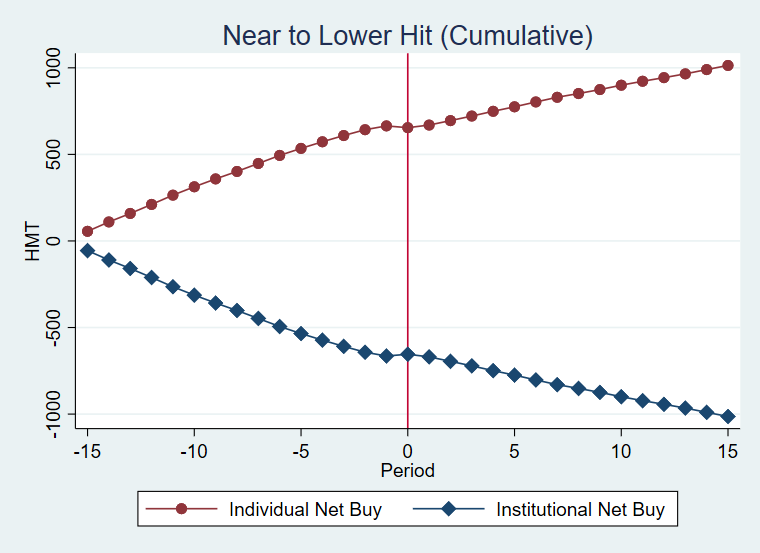 Near to Lower Hit (Cumulative)
HMT
1000
500
0
-500
-1000
-15 -10 -5 0 5 10 15
Period
Individual Net Buy Institutional Net Buy